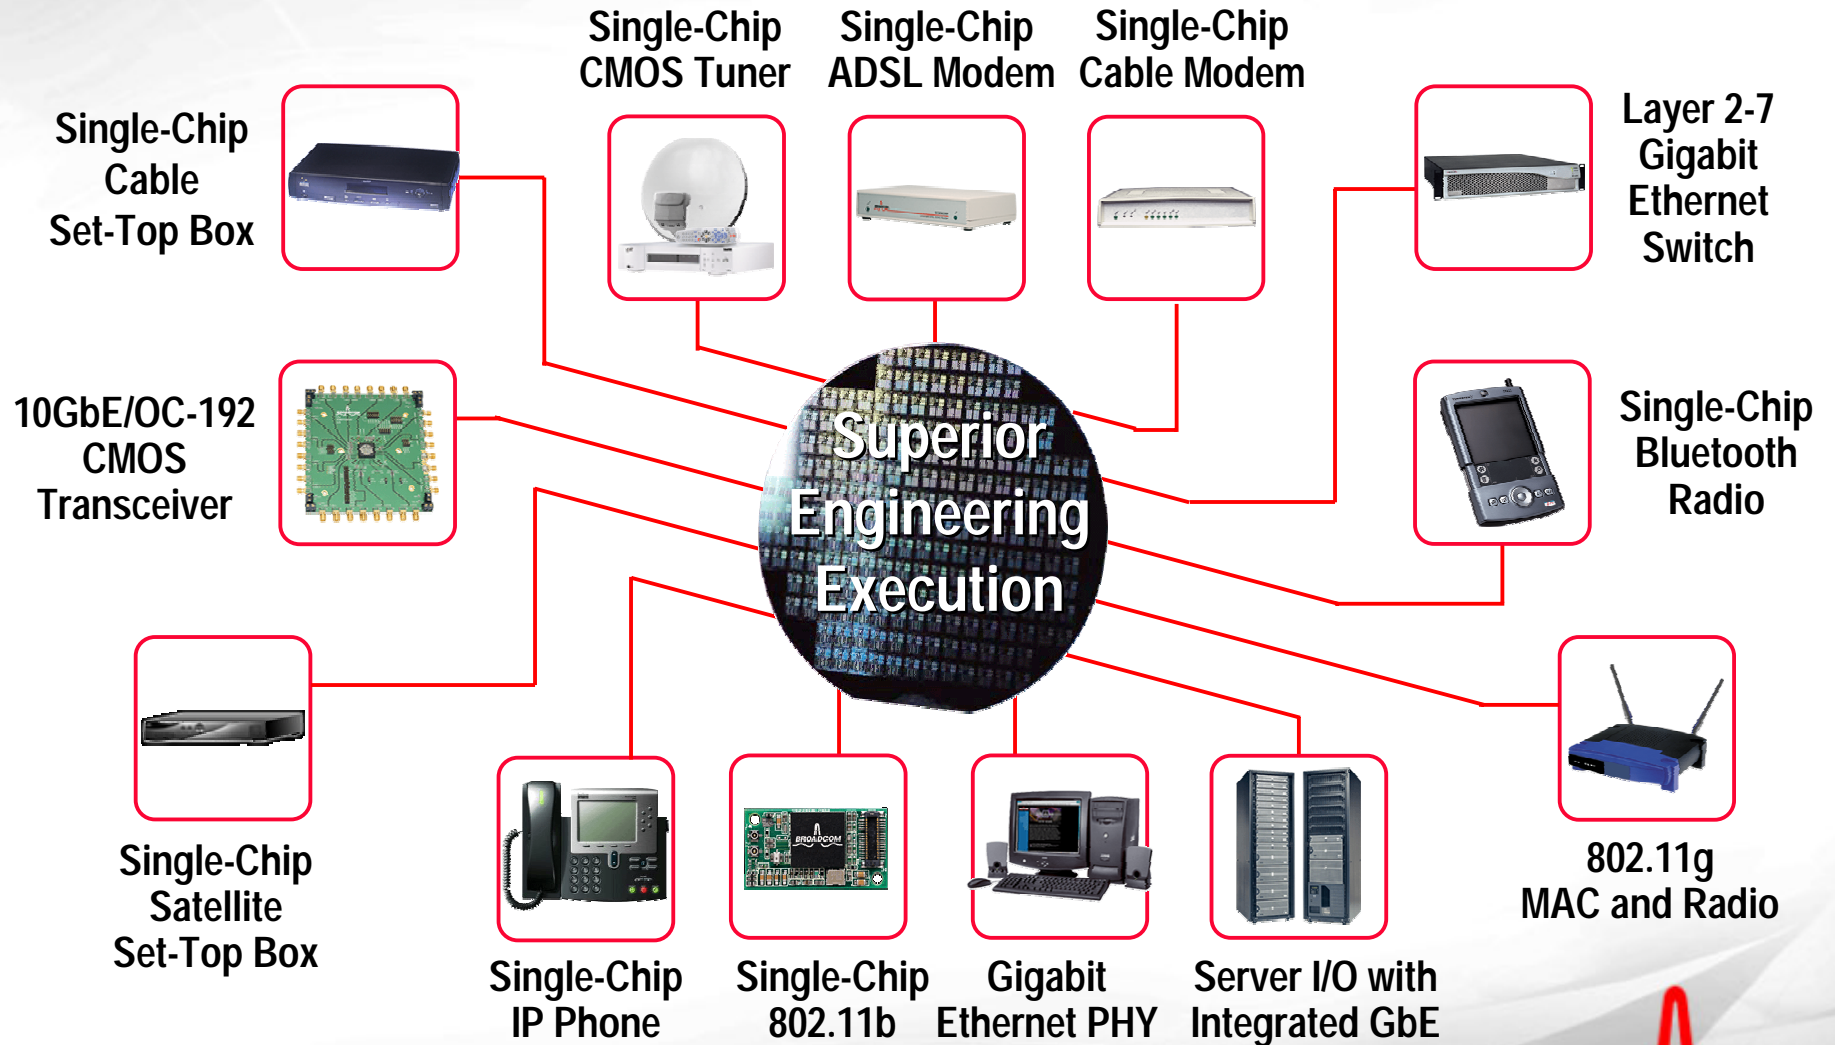 Single-Chip
CMOS Tuner
Single-Chip
ADSL Modem
Single-Chip
Cable Modem
Single-Chip
Cable
Set-Top Box
Layer 2-7
Gigabit
Ethernet
Switch
10GbE/OC-192
CMOS
Transceiver
Superior
Engineering
Execution
Single-Chip
Bluetooth
Radio
Single-Chip
Satellite
Set-Top Box
BROADCOM
802.11g
MAC and Radio
Single-Chip
IP Phone
Single-Chip
802.11b
Gigabit
Ethernet PHY
Server I/O with
Integrated GbE